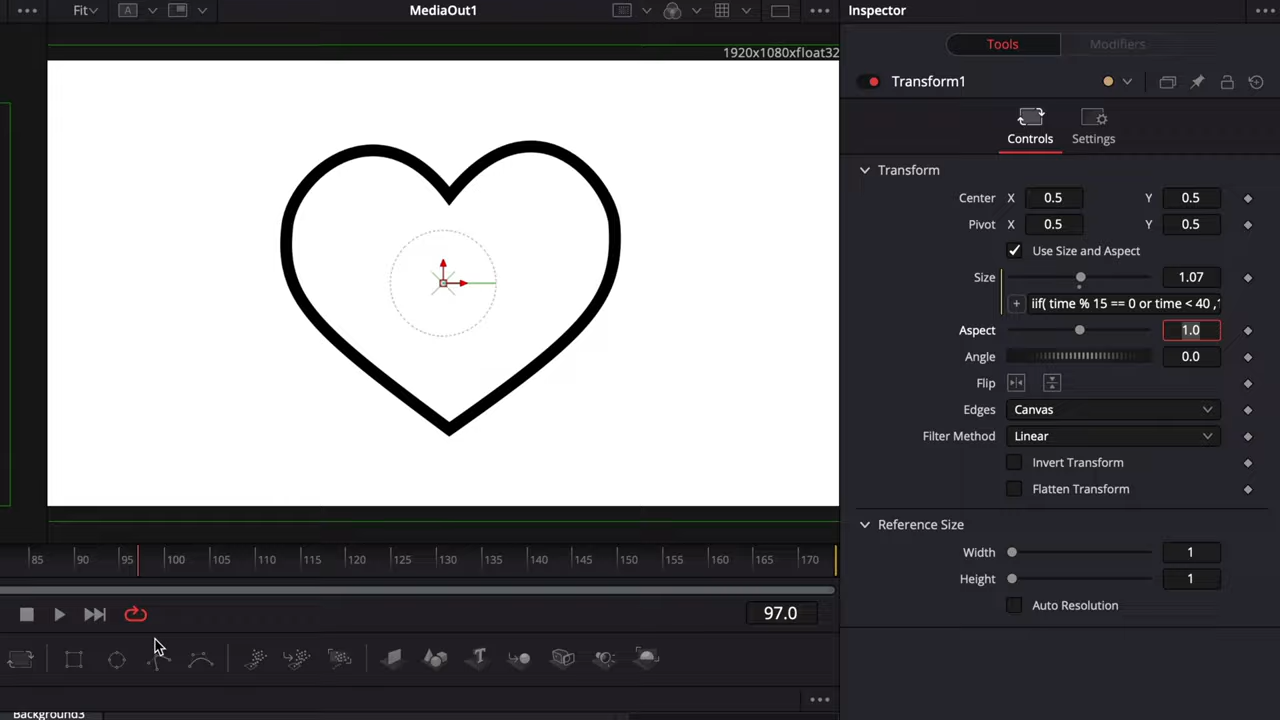 Fit
A
MediaOut1
Inspector
1920x1080xfloat32
Tools
Modifiers
Transform1
Controls
Settings
Transform
Center X 0.5 Y 0.5
Pivot X 0.5 Y 0.5
Use Size and Aspect
Size 1.07
+ iif( time % 15 == 0 or time < 40 ,
Aspect 1.0
Angle 0.0
Flip
Edges Canvas
Filter Method Linear
Invert Transform
Flatten Transform
Reference Size
Width 1
Height 1
Auto Resolution
85 90 95 100 105 110 115 120 125 130 135 140 145 150 155 160 165 170
97.0
T
Background3